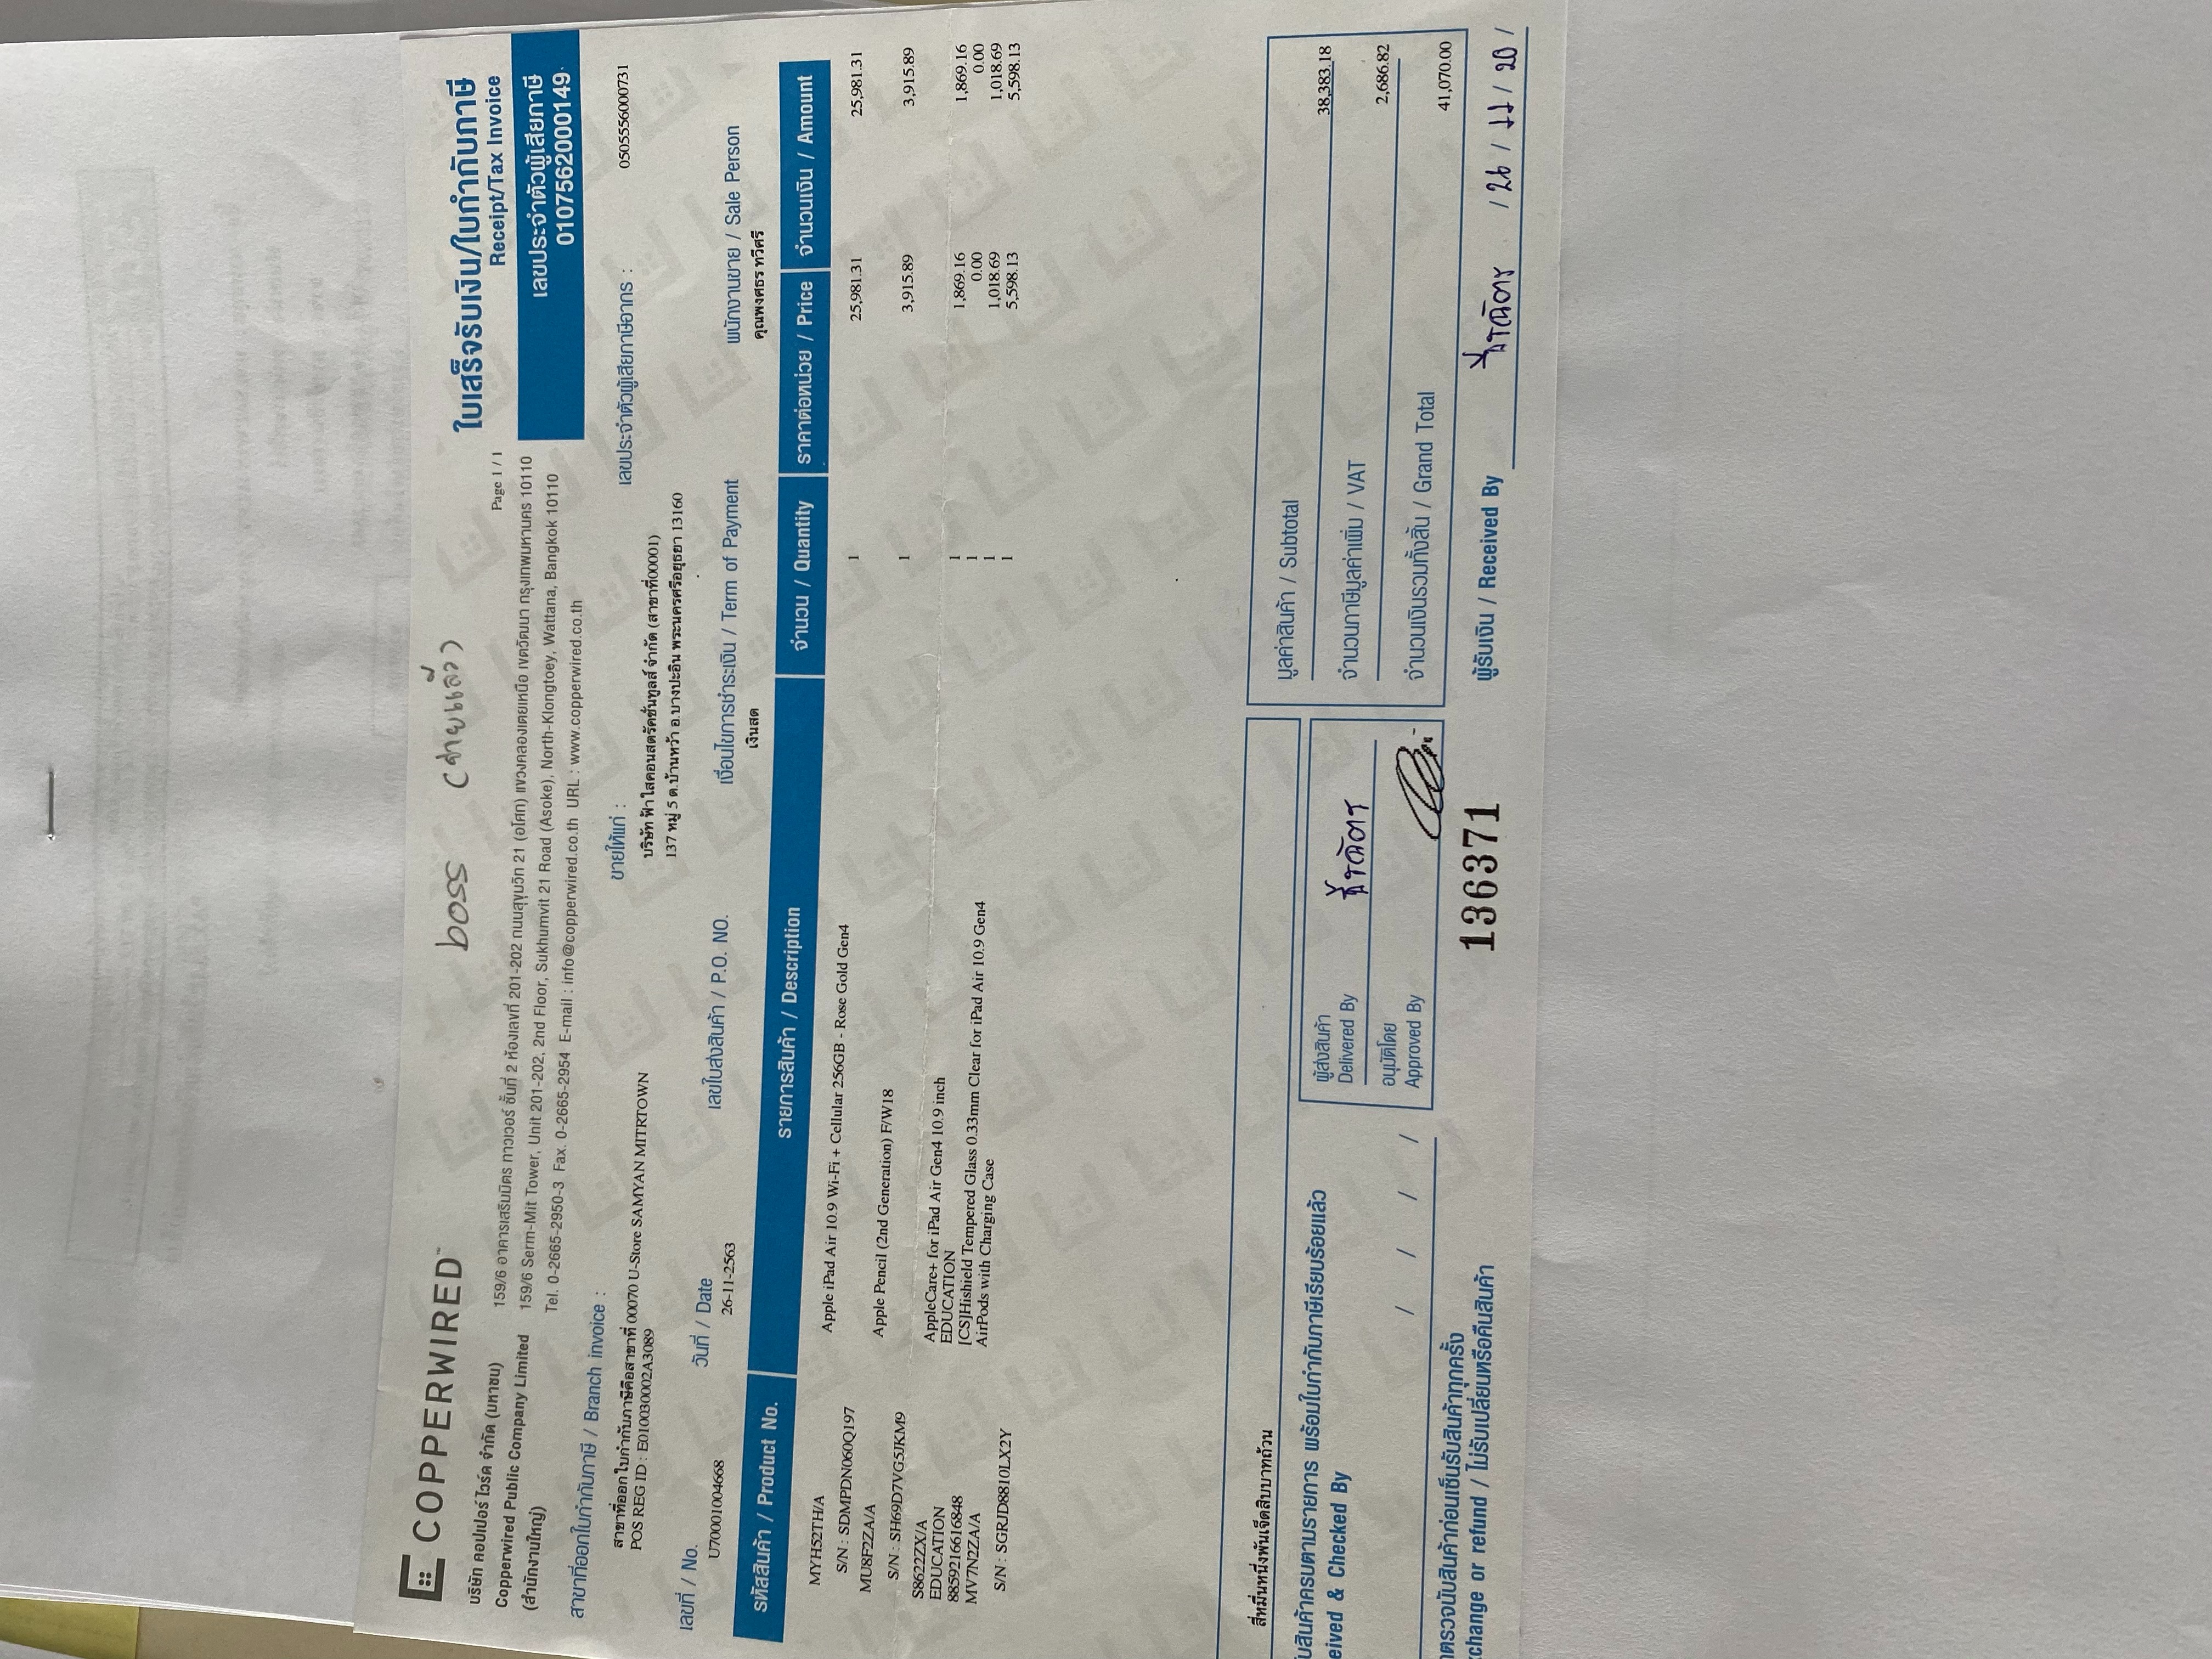 COPPERWIRED™
boss (จ่ายแล้ว)
ใบเสร็จรับเงิน/ใบกำกับภาษี
Receipt/Tax Invoice
Page 1 / 1
บริษัท คอปเปอร์ ไวร์ด จำกัด (มหาชน)
Copperwired Public Company Limited
(สำนักงานใหญ่)
159/6 อาคารเสริมมิตร ทาวเวอร์ ชั้นที่ 2 ห้องเลขที่ 201-202 ถนนสุขุมวิท 21 (อโศก) แขวงคลองเตยเหนือ เขตวัฒนา กรุงเทพมหานคร 10110
159/6 Serm-Mit Tower, Unit 201-202, 2nd Floor, Sukhumvit 21 Road (Asoke), North-Klongtoey, Wattana, Bangkok 10110
Tel. 0-2665-2950-3 Fax. 0-2665-2954 E-mail : info@copperwired.co.th URL : www.copperwired.co.th
เลขประจำตัวผู้เสียภาษี
0107562000149
สาขาที่ออกใบกำกับภาษี / Branch invoice :
สาขาที่ออกใบกำกับภาษีคือสาขาที่ 00070 U-Store SAMYAN MITRTOWN
POS REG ID : E010030002A3089
ขายให้แก่ :
บริษัท ฟ้าใสคอนสตรัคชั่นทูลส์ จำกัด (สาขาที่00001)
137 หมู่ 5 ต.บ้านหว้า อ.บางปะอิน พระนครศรีอยุธยา 13160
เลขประจำตัวผู้เสียภาษีอากร : 0505556000731
เลขที่ / No.
U70001004668
วันที่ / Date
26-11-2563
เลขใบส่งสินค้า / P.O. NO.
เงื่อนไขการชำระเงิน / Term of Payment
เงินสด
พนักงานขาย / Sale Person
คุณพงศธร ทวีศรี
รหัสสินค้า / Product No. รายการสินค้า / Description จำนวน / Quantity ราคาต่อหน่วย / Price จำนวนเงิน / Amount
MYH52TH/A Apple iPad Air 10.9 Wi-Fi + Cellular 256GB - Rose Gold Gen4 1 25,981.31 25,981.31
S/N : SDMPDN060Q197
MU8F2ZA/A Apple Pencil (2nd Generation) F/W18 1 3,915.89 3,915.89
S/N : SH69D7VG5JKM9
S8622ZX/A AppleCare+ for iPad Air Gen4 10.9 inch 1 1,869.16 1,869.16
EDUCATION EDUCATION 1 0.00 0.00
8859216616848 [CS]Hishield Tempered Glass 0.33mm Clear for iPad Air 10.9 Gen4 1 1,018.69 1,018.69
MV7N2ZA/A AirPods with Charging Case 1 5,598.13 5,598.13
S/N : SGRJD8810LX2Y
สี่หมื่นหนึ่งพันเจ็ดสิบบาทถ้วน
มูลค่าสินค้า / Subtotal 38,383.18
จำนวนภาษีมูลค่าเพิ่ม / VAT 2,686.82
จำนวนเงินรวมทั้งสิ้น / Grand Total 41,070.00
บสินค้าครบตามรายการ พร้อมใบกำกับภาษีเรียบร้อยแล้ว
eived & Checked By
/ / / /
ผู้ส่งสินค้า
Delivered By
อนุมัติโดย
Approved By
ตรวจนับสินค้าก่อนเซ็นรับสินค้าทุกครั้ง
change or refund / ไม่รับเปลี่ยนหรือคืนสินค้า
136371
ผู้รับเงิน / Received By / 26 / 11 / 20 /